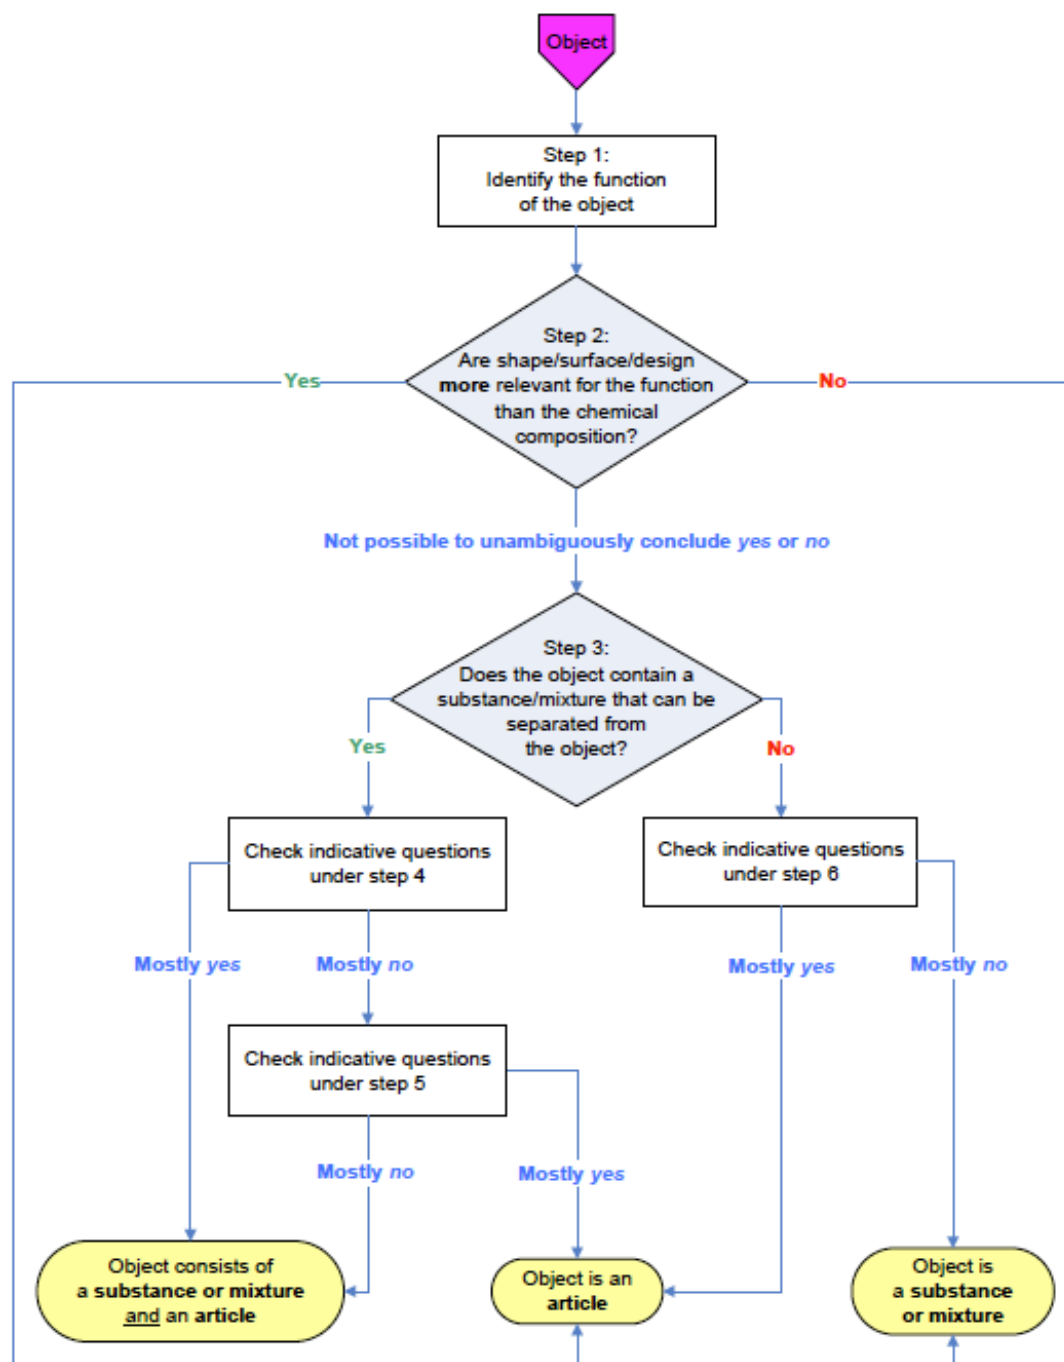 Object
Step 1:
Identify the function
of the object
Step 2:
Are shape/surface/design
more relevant for the function
than the chemical
composition?
Yes
No
Not possible to unambiguously conclude yes or no
Step 3:
Does the object contain a
substance/mixture that can be
separated from
the object?
Yes
No
Check indicative questions
under step 4
Check indicative questions
under step 6
Mostly yes
Mostly no
Mostly yes
Mostly no
Check indicative questions
under step 5
Mostly no
Mostly yes
Object consists of
a substance or mixture
and an article
Object is an
article
Object is
a substance
or mixture